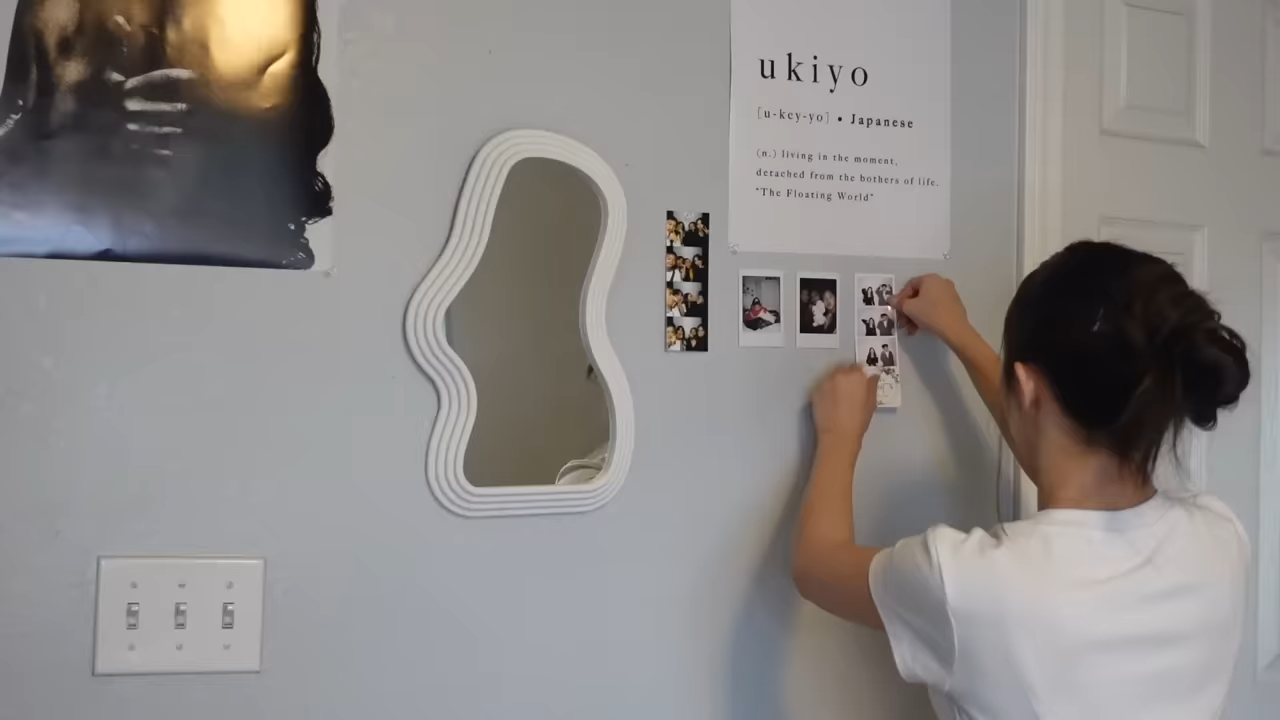 ukiyo
[u-key-yo] • Japanese
(n.) living in the moment,
detached from the bothers of life.
"The Floating World"